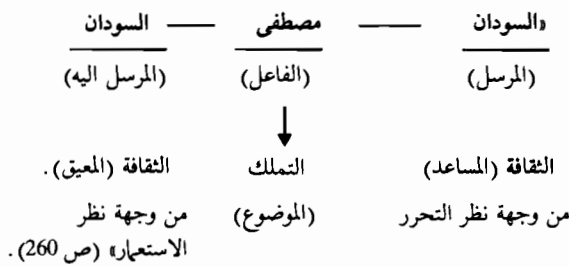 «السودان —— مصطفى —— السودان
(المرسل) (الفاعل) (المرسل اليه)
الثقافة (المساعد) التملك الثقافة (المعيق).
من وجهة نظر التحرر (الموضوع) من وجهة نظر
الاستعمار» (ص 260).